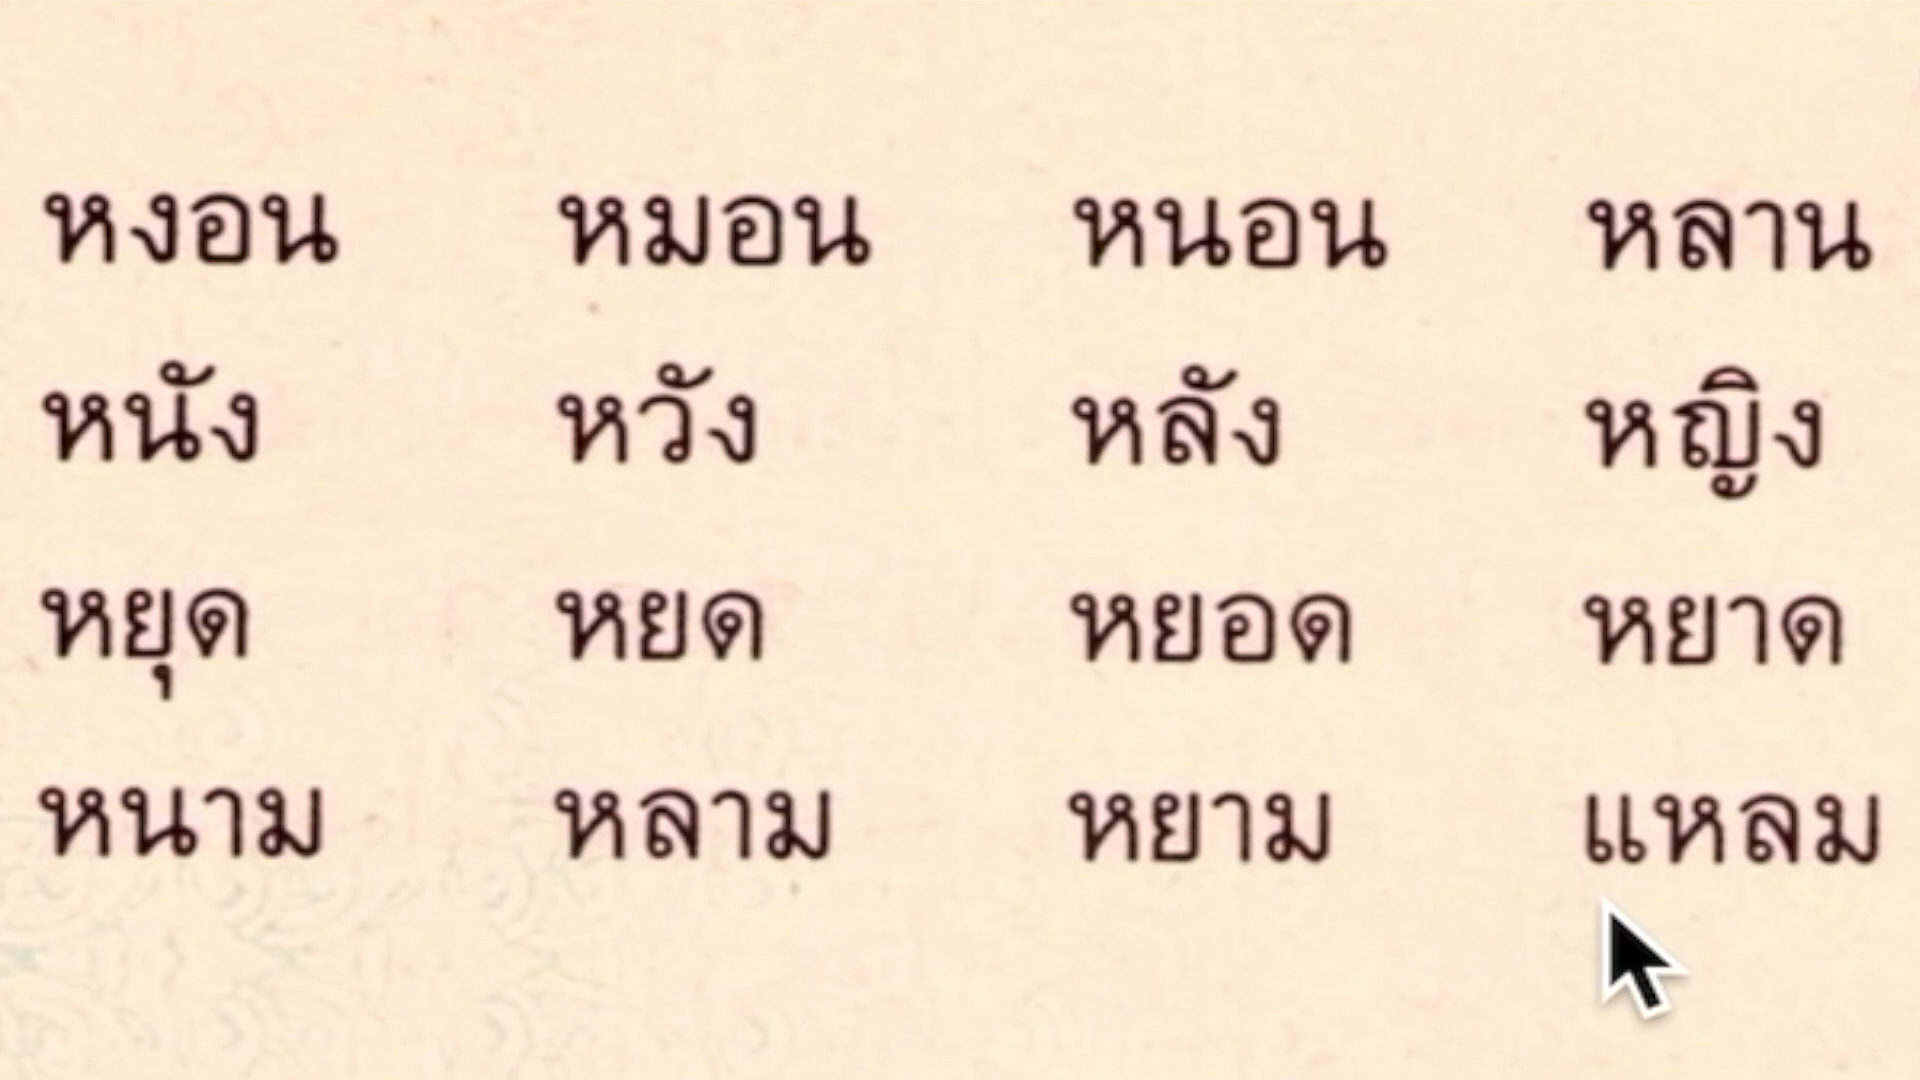 หงอน หมอน หนอน หลาน
หนัง หวัง หลัง หญิง
หยุด หยด หยอด หยาด
หนาม หลาม หยาม แหลม